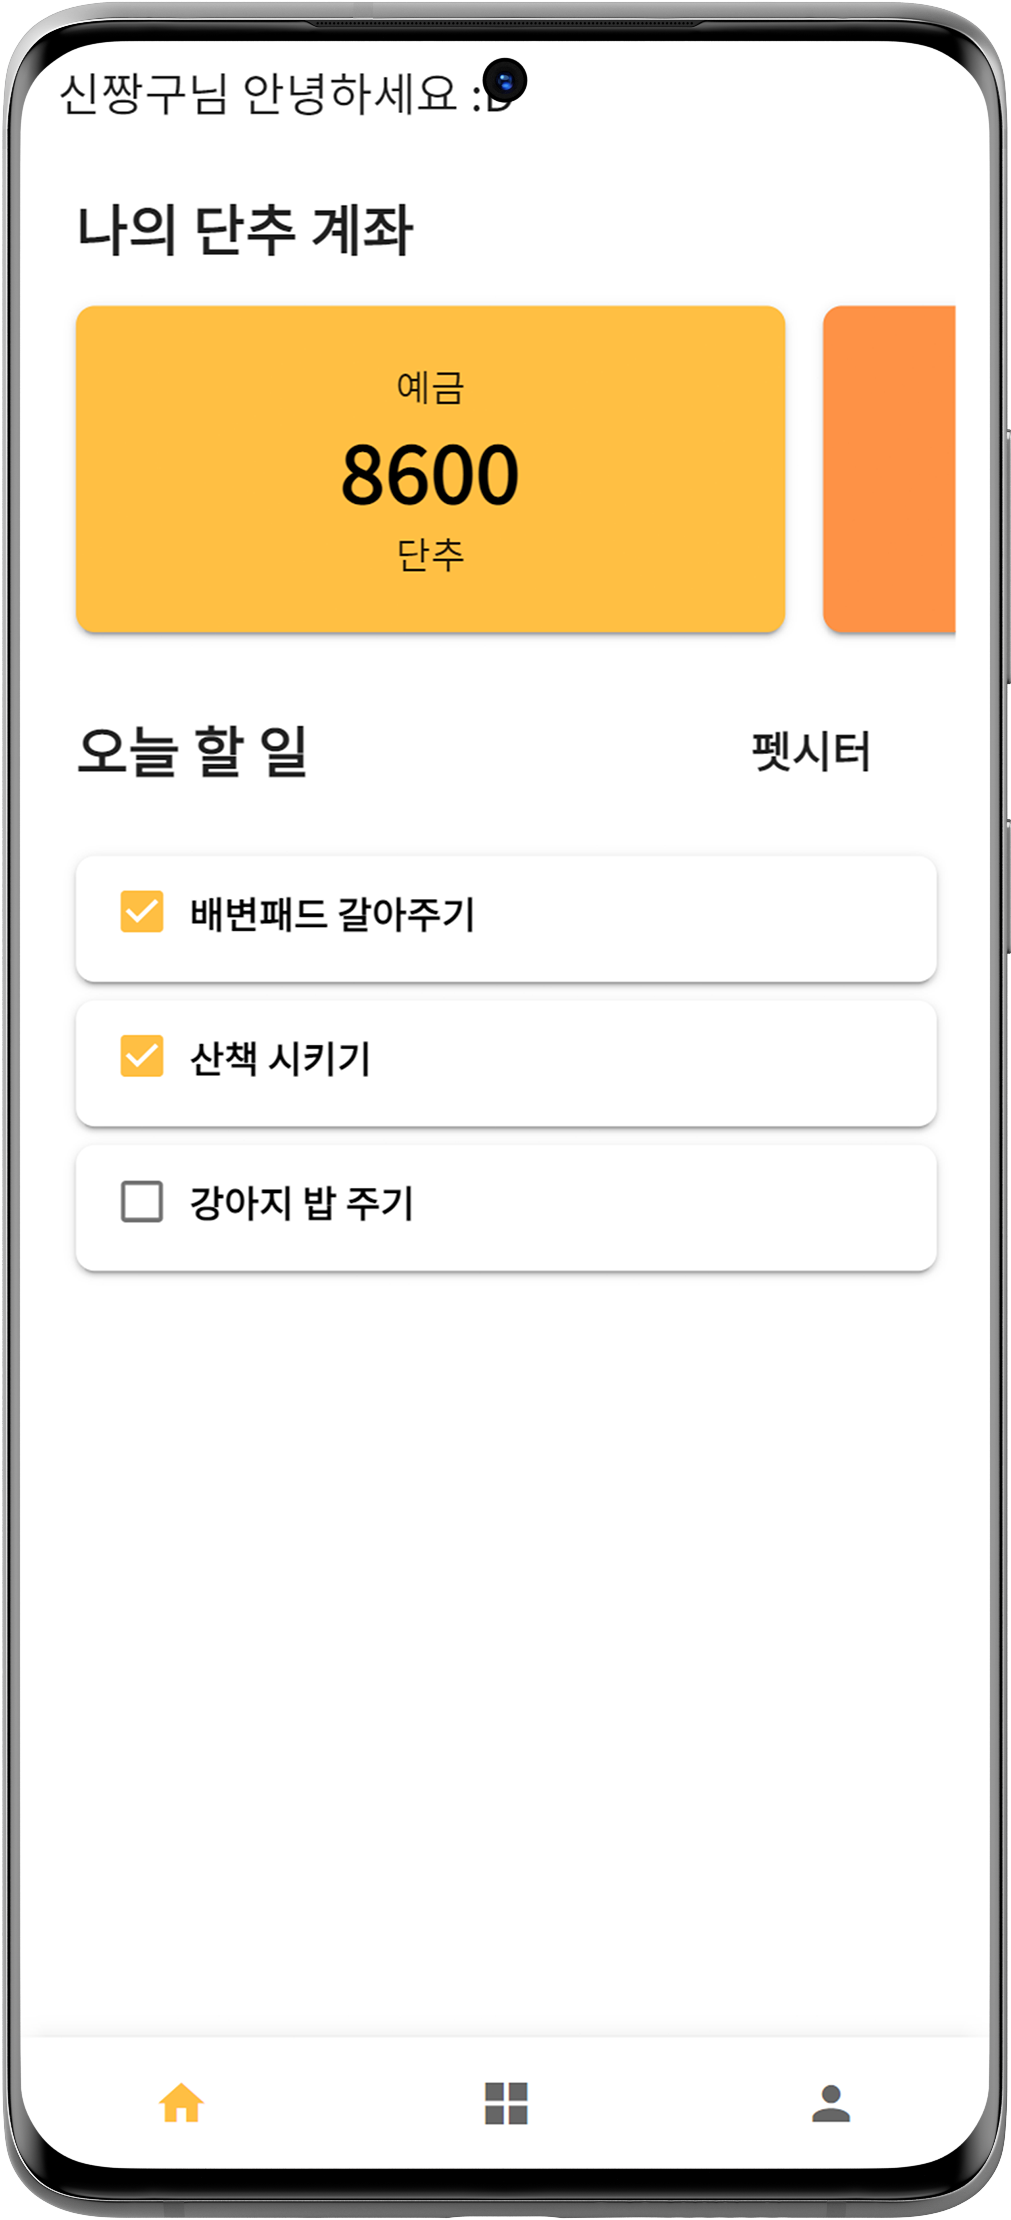 신짱구님 안녕하세요 :D
나의 단추 계좌
예금
8600
단추
오늘 할 일 펫시터
배변패드 갈아주기
산책 시키기
강아지 밥 주기